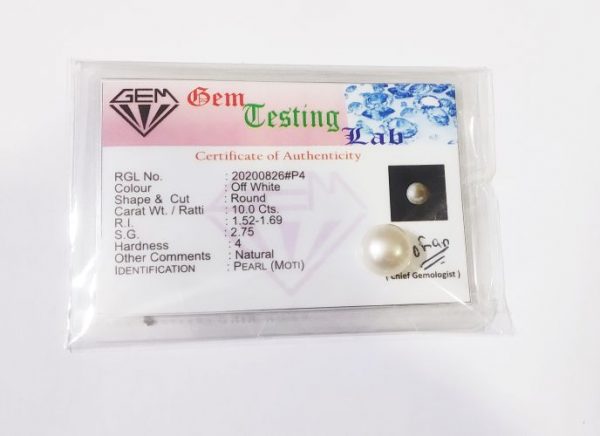 GEM
Gem
Testing
Lab
Certificate of Authenticity
RGL No. : 20200826#P4
Colour : Off White
Shape & Cut : Round
Carat Wt. / Ratti : 10.0 Cts.
R.I. : 1.52-1.69
S.G. : 2.75
Hardness : 4
Other Comments : Natural
IDENTIFICATION : PEARL (MOTI)
( Chief Gemologist )